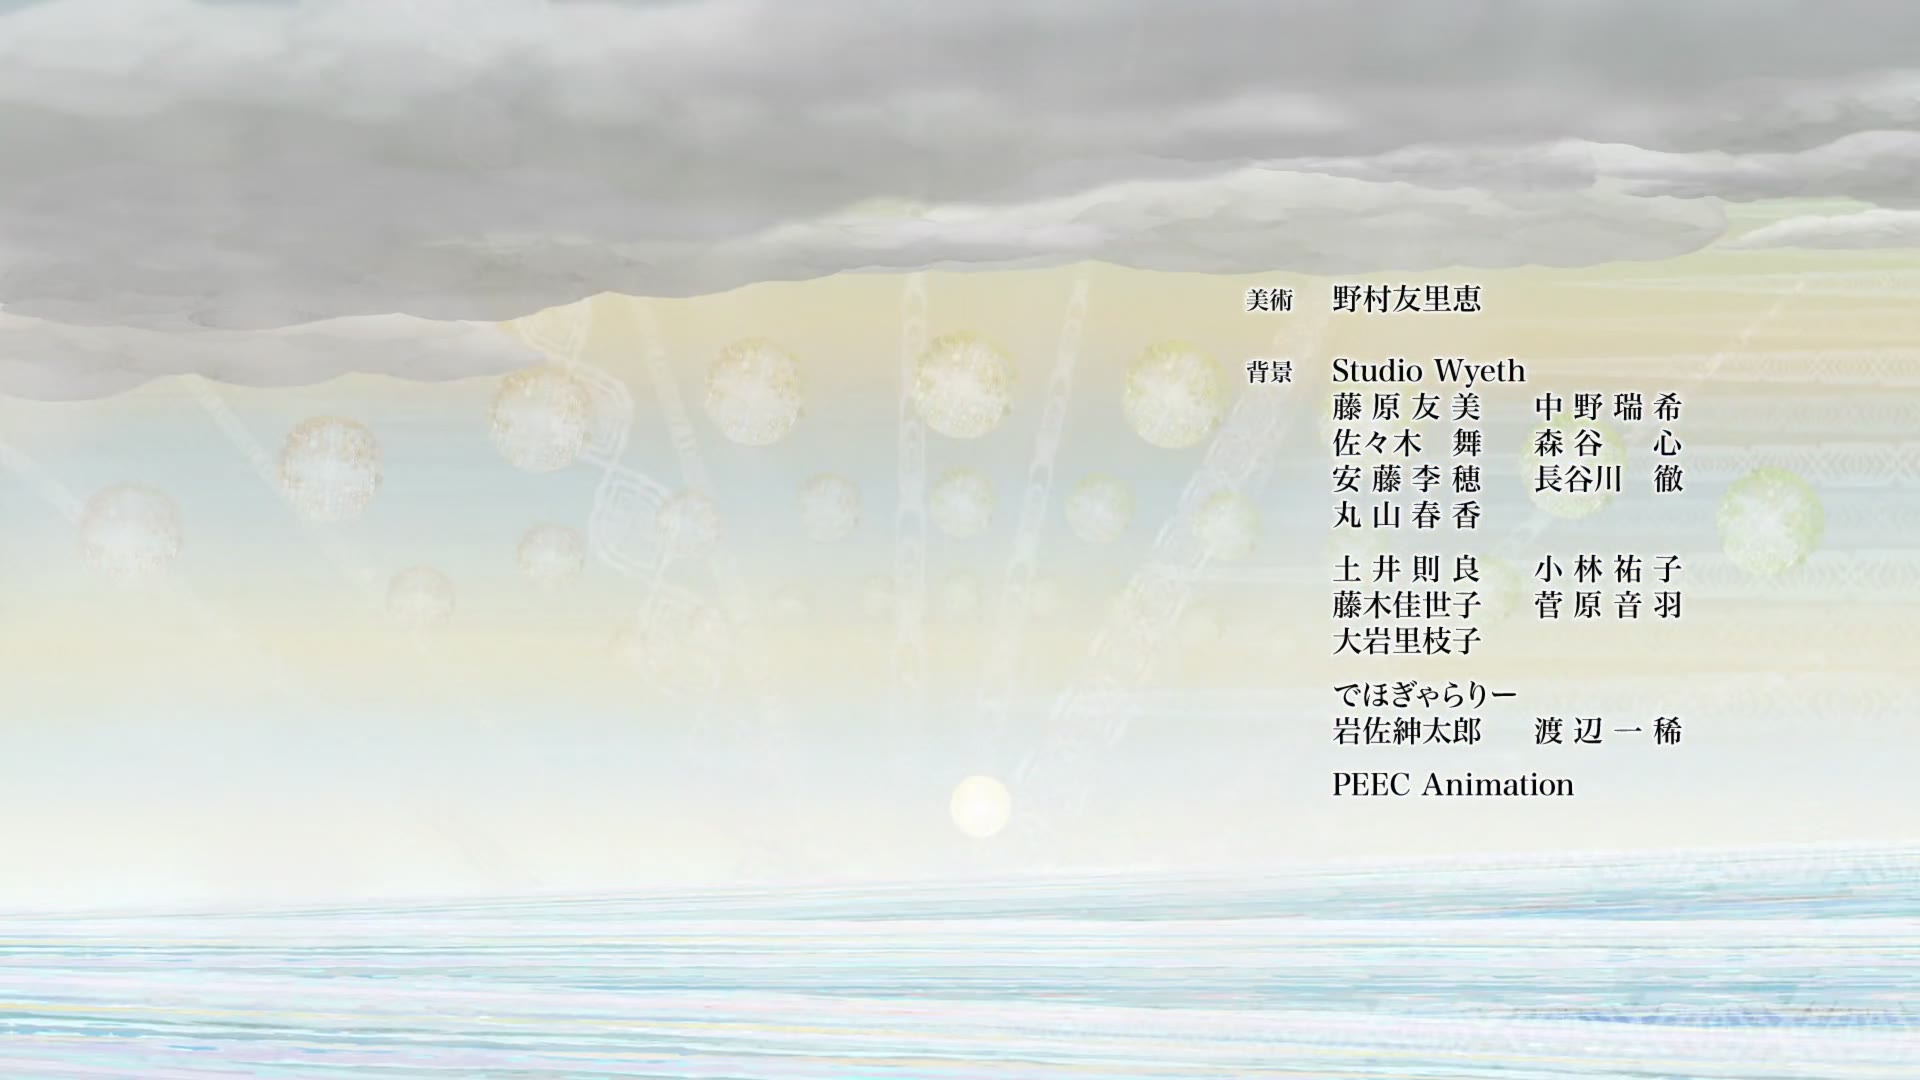 美術 野村友里恵
背景 Studio Wyeth
藤原友美 中野瑞希
佐々木 舞 森谷 心
安藤李穂 長谷川 徹
丸山春香
土井則良 小林祐子
藤木佳世子 菅原音羽
大岩里枝子
でほぎゃらりー
岩佐紳太郎 渡辺一稀
PEEC Animation